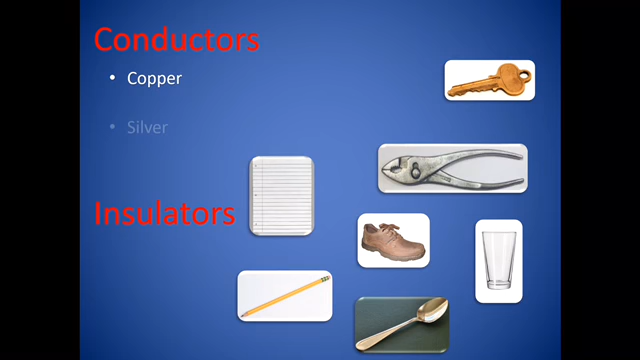 Conductors
• Copper
• Silver
Insulators